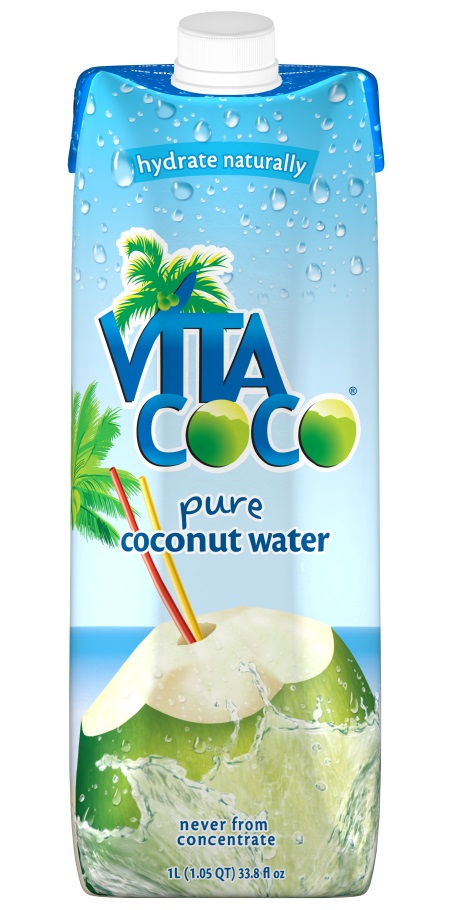 hydrate naturally
VITA
COCO®
pure
coconut water
never from
concentrate
1L (1.05 QT) 33.8 fl oz